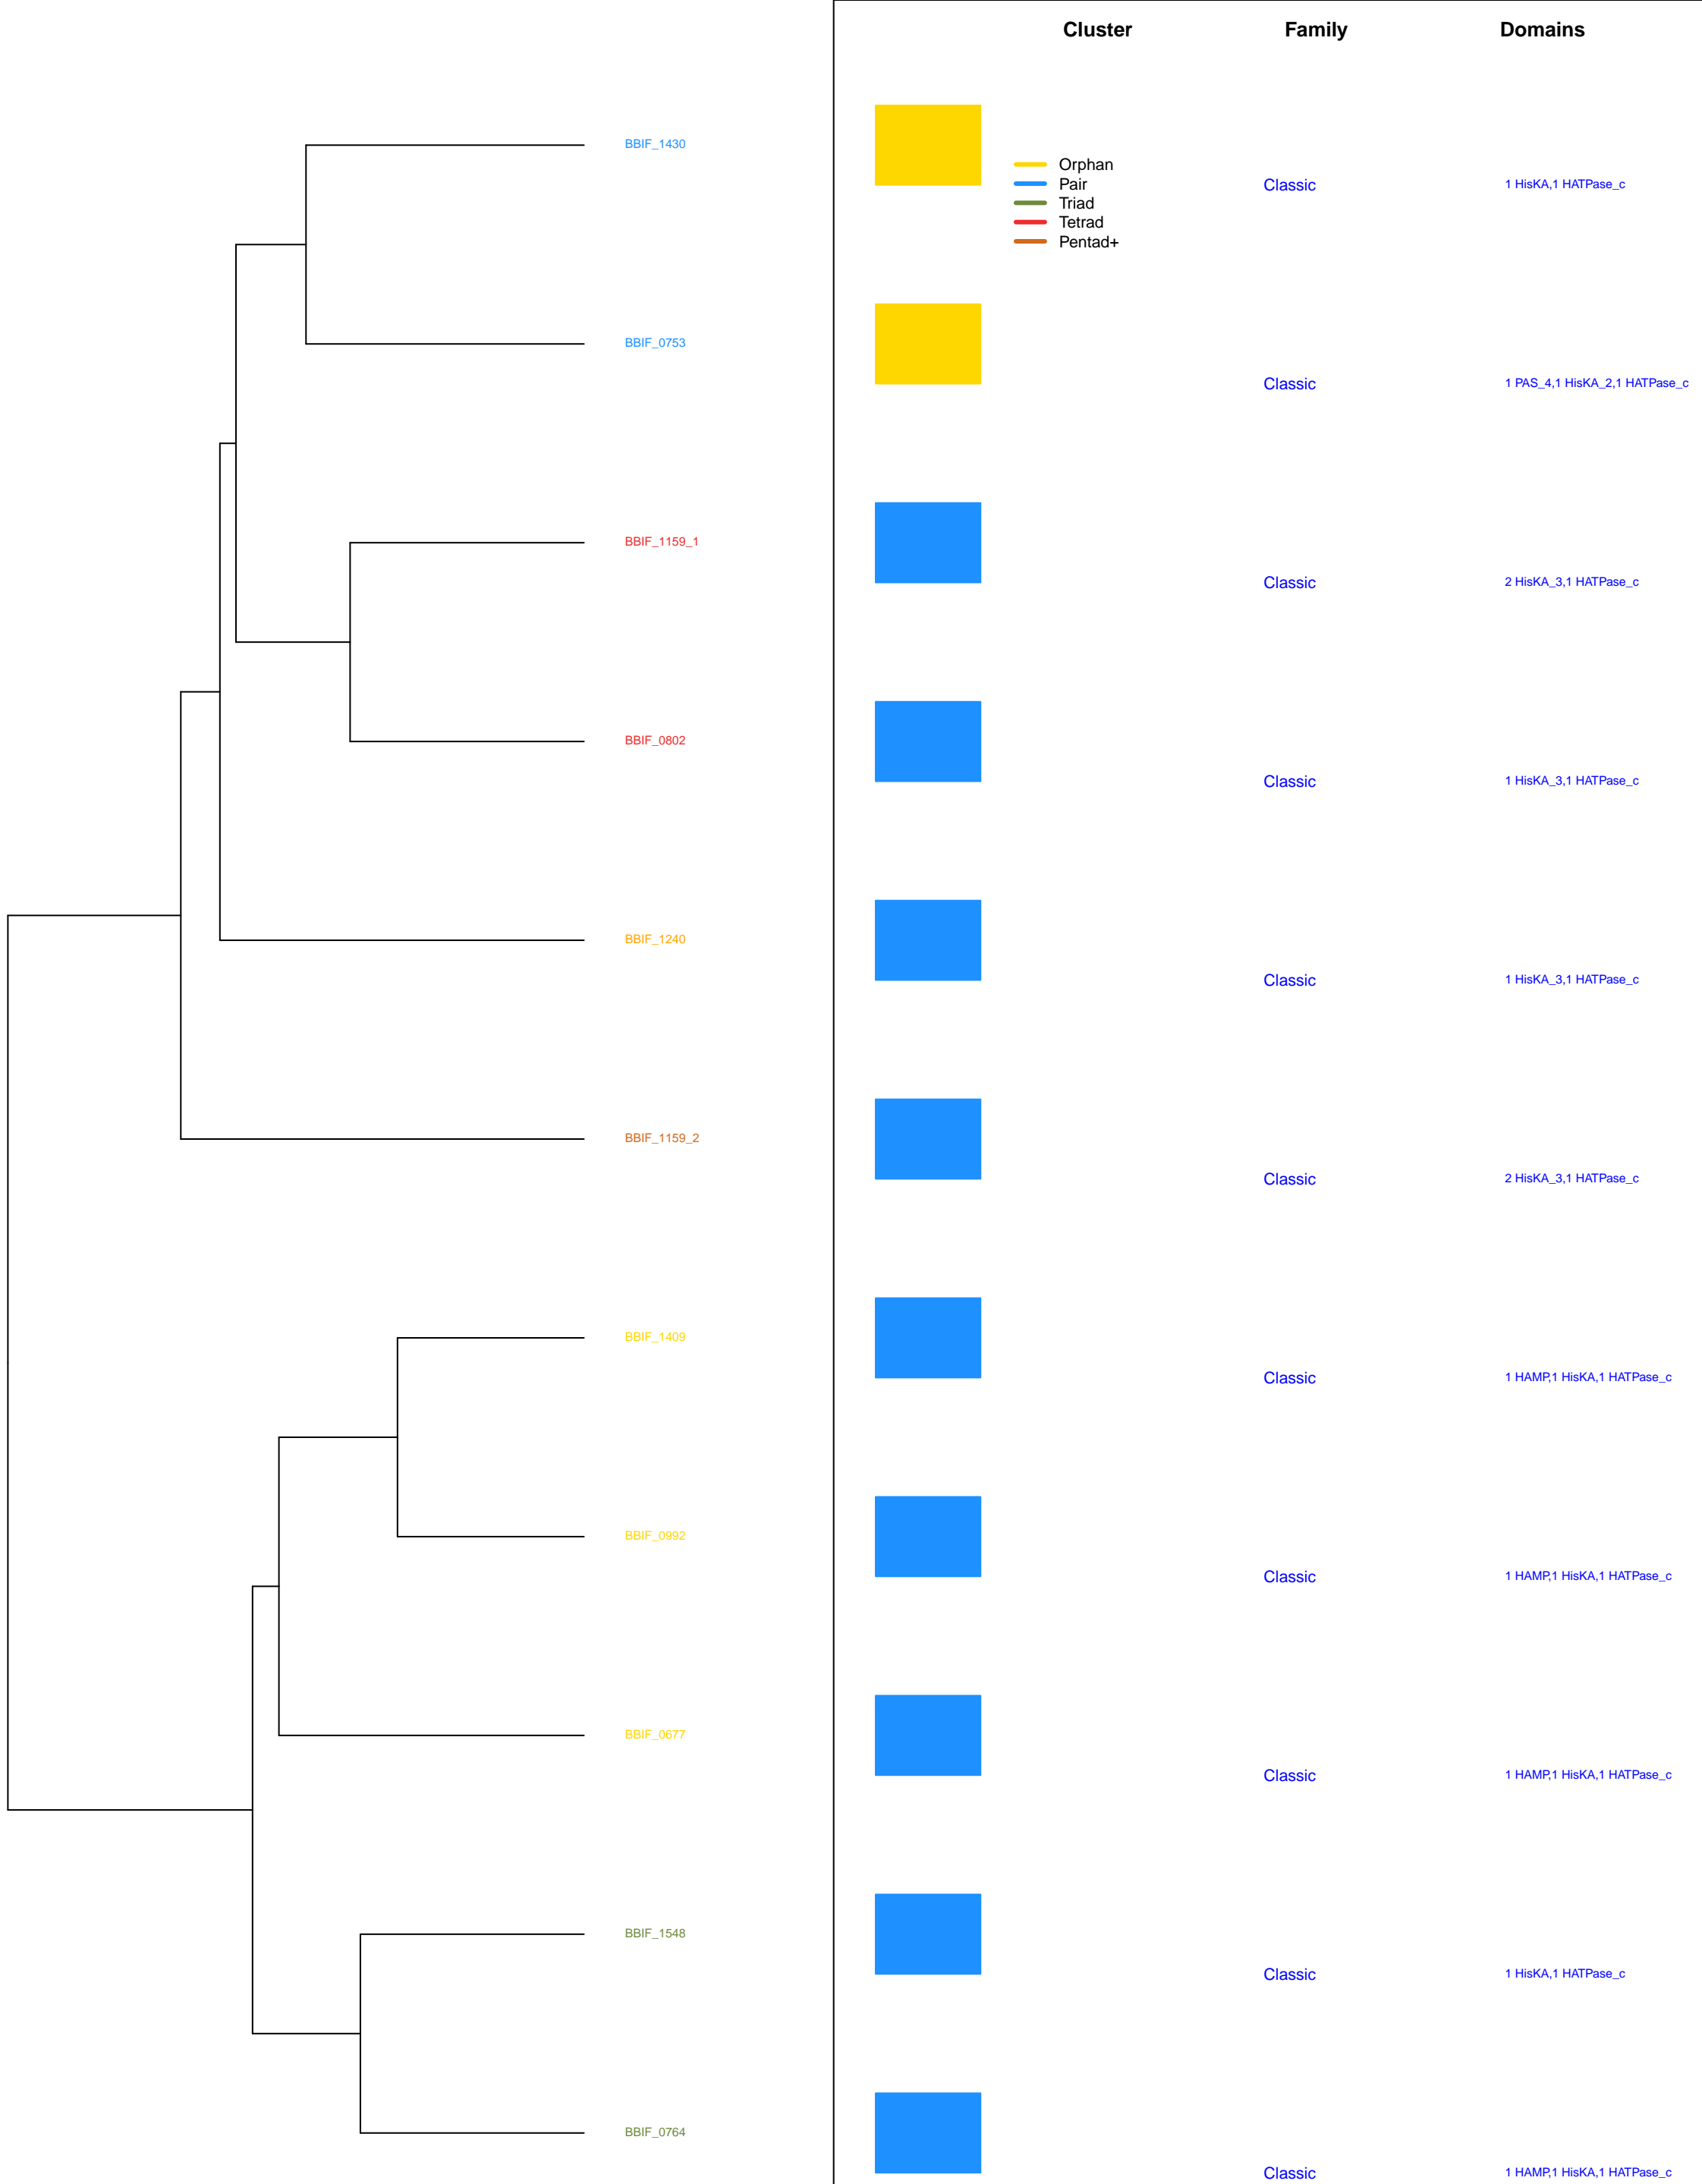 Cluster Family Domains
BBIF_1430
Orphan
Pair
Triad
Tetrad
Pentad+
Classic 1 HisKA,1 HATPase_c
BBIF_0753
Classic 1 PAS_4,1 HisKA_2,1 HATPase_c
BBIF_1159_1
Classic 2 HisKA_3,1 HATPase_c
BBIF_0802
Classic 1 HisKA_3,1 HATPase_c
BBIF_1240
Classic 1 HisKA_3,1 HATPase_c
BBIF_1159_2
Classic 2 HisKA_3,1 HATPase_c
BBIF_1409
Classic 1 HAMP,1 HisKA,1 HATPase_c
BBIF_0992
Classic 1 HAMP,1 HisKA,1 HATPase_c
BBIF_0677
Classic 1 HAMP,1 HisKA,1 HATPase_c
BBIF_1548
Classic 1 HisKA,1 HATPase_c
BBIF_0764
Classic 1 HAMP,1 HisKA,1 HATPase_c